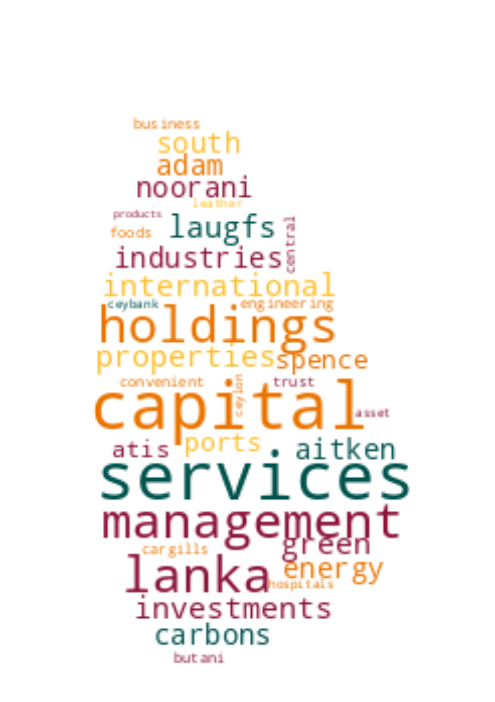 business
south
adam
noorani
leather
products
foods laugfs
central
industries
international
ceybank engineering
holdings
properties spence
convenient trust
ceylon
capital asset
ports
atis aitken
services
management
cargills green
energy
lanka hospitals
investments
carbons
butani